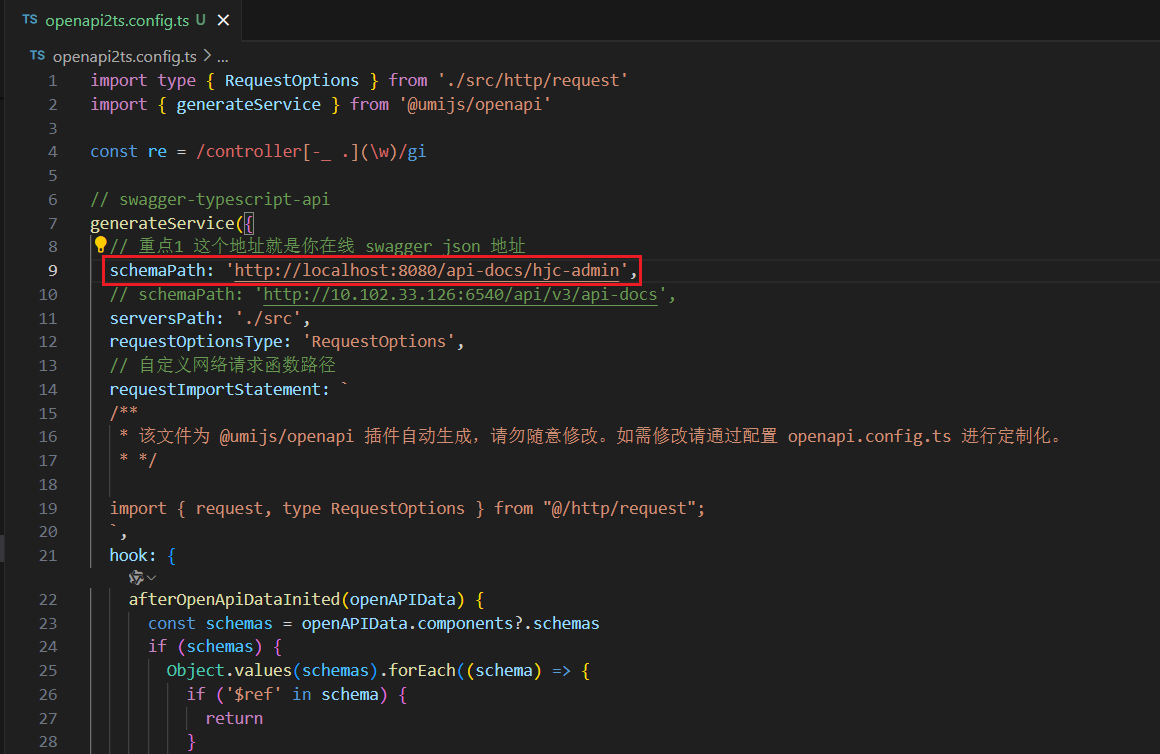 TS openapi2ts.config.ts U ×
TS openapi2ts.config.ts > ...
1 import type { RequestOptions } from './src/http/request'
2 import { generateService } from '@umijs/openapi'
3
4 const re = /controller[-_ .](\w)/gi
5
6 // swagger-typescript-api
7 generateService({
8 // 重点1 这个地址就是你在线 swagger json 地址
9 schemaPath: 'http://localhost:8080/api-docs/hjc-admin',
10 // schemaPath: 'http://10.102.33.126:6540/api/v3/api-docs',
11 serversPath: './src',
12 requestOptionsType: 'RequestOptions',
13 // 自定义网络请求函数路径
14 requestImportStatement: `
15 /**
16 * 该文件为 @umijs/openapi 插件自动生成，请勿随意修改。如需修改请通过配置 openapi.config.ts 进行定制化。
17 * */
18
19 import { request, type RequestOptions } from "@/http/request";
20 `,
21 hook: {
22 afterOpenApiDataInited(openAPIData) {
23 const schemas = openAPIData.components?.schemas
24 if (schemas) {
25 Object.values(schemas).forEach((schema) => {
26 if ('$ref' in schema) {
27 return
28 }